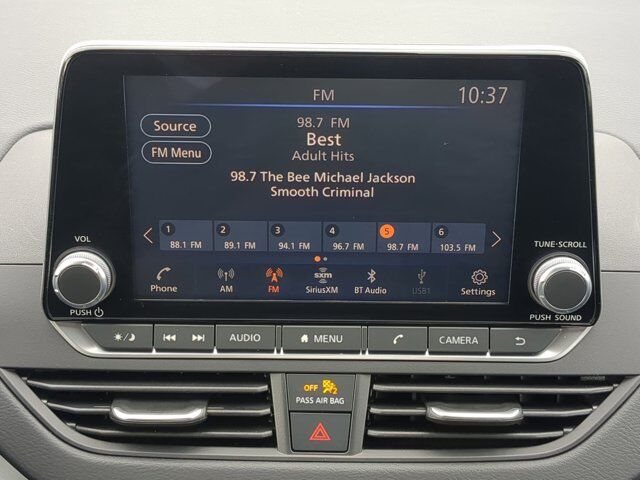 FM
10:37
Source
98.7 FM
Best
FM Menu
Adult Hits
98.7 The Bee Michael Jackson
Smooth Criminal
1 2 3 4 5 6
88.1 FM 89.1 FM 94.1 FM 96.7 FM 98.7 FM 103.5 FM
VOL
TUNE·SCROLL
sxm
Phone AM FM SiriusXM BT Audio USB1 Settings
PUSH
PUSH SOUND
AUDIO MENU CAMERA
OFF
PASS AIR BAG